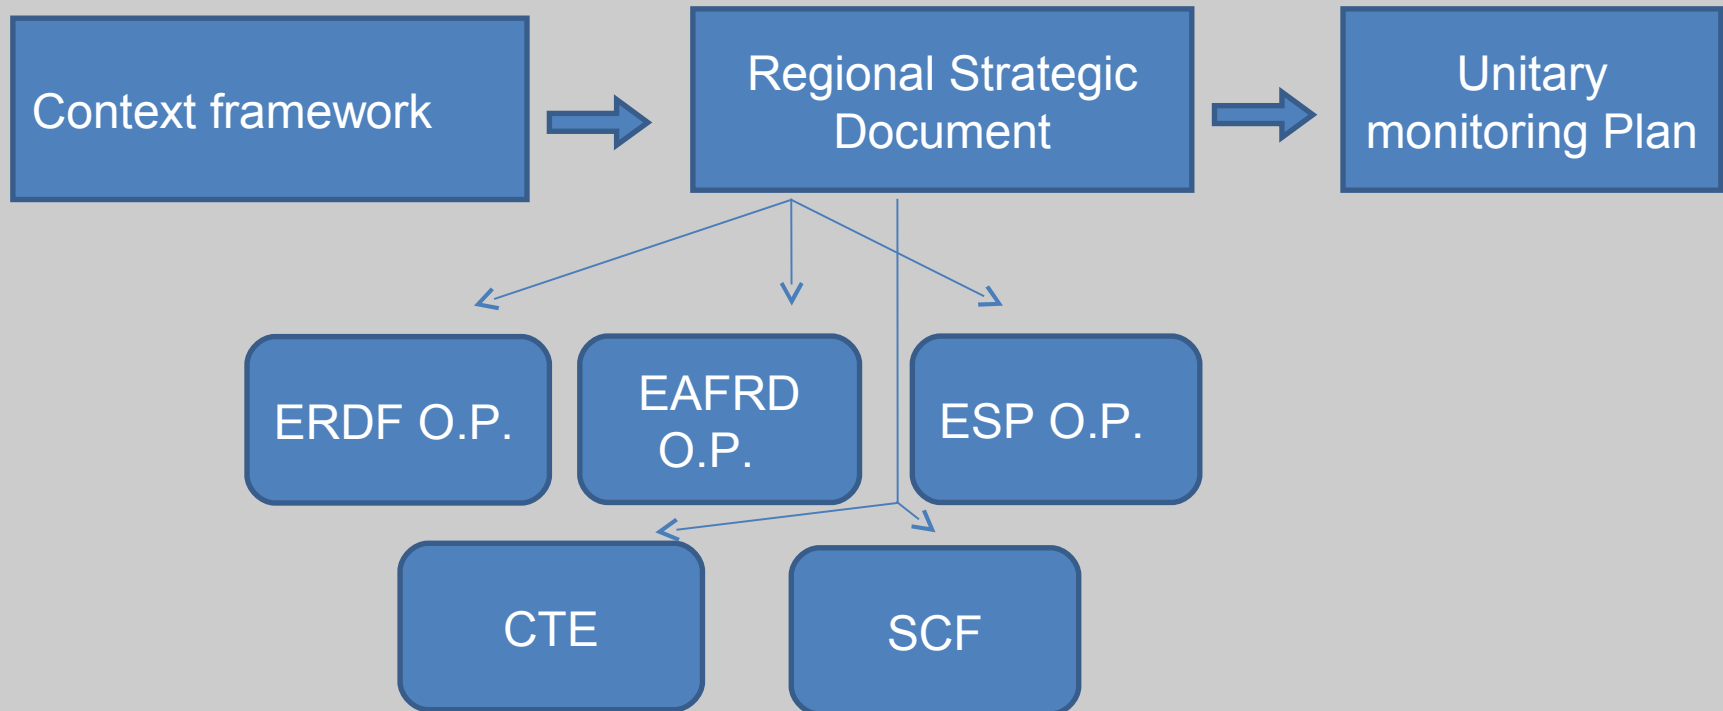 Context framework
Regional Strategic
Document
Unitary
monitoring Plan
ERDF O.P.
EAFRD
O.P.
ESP O.P.
CTE
SCF